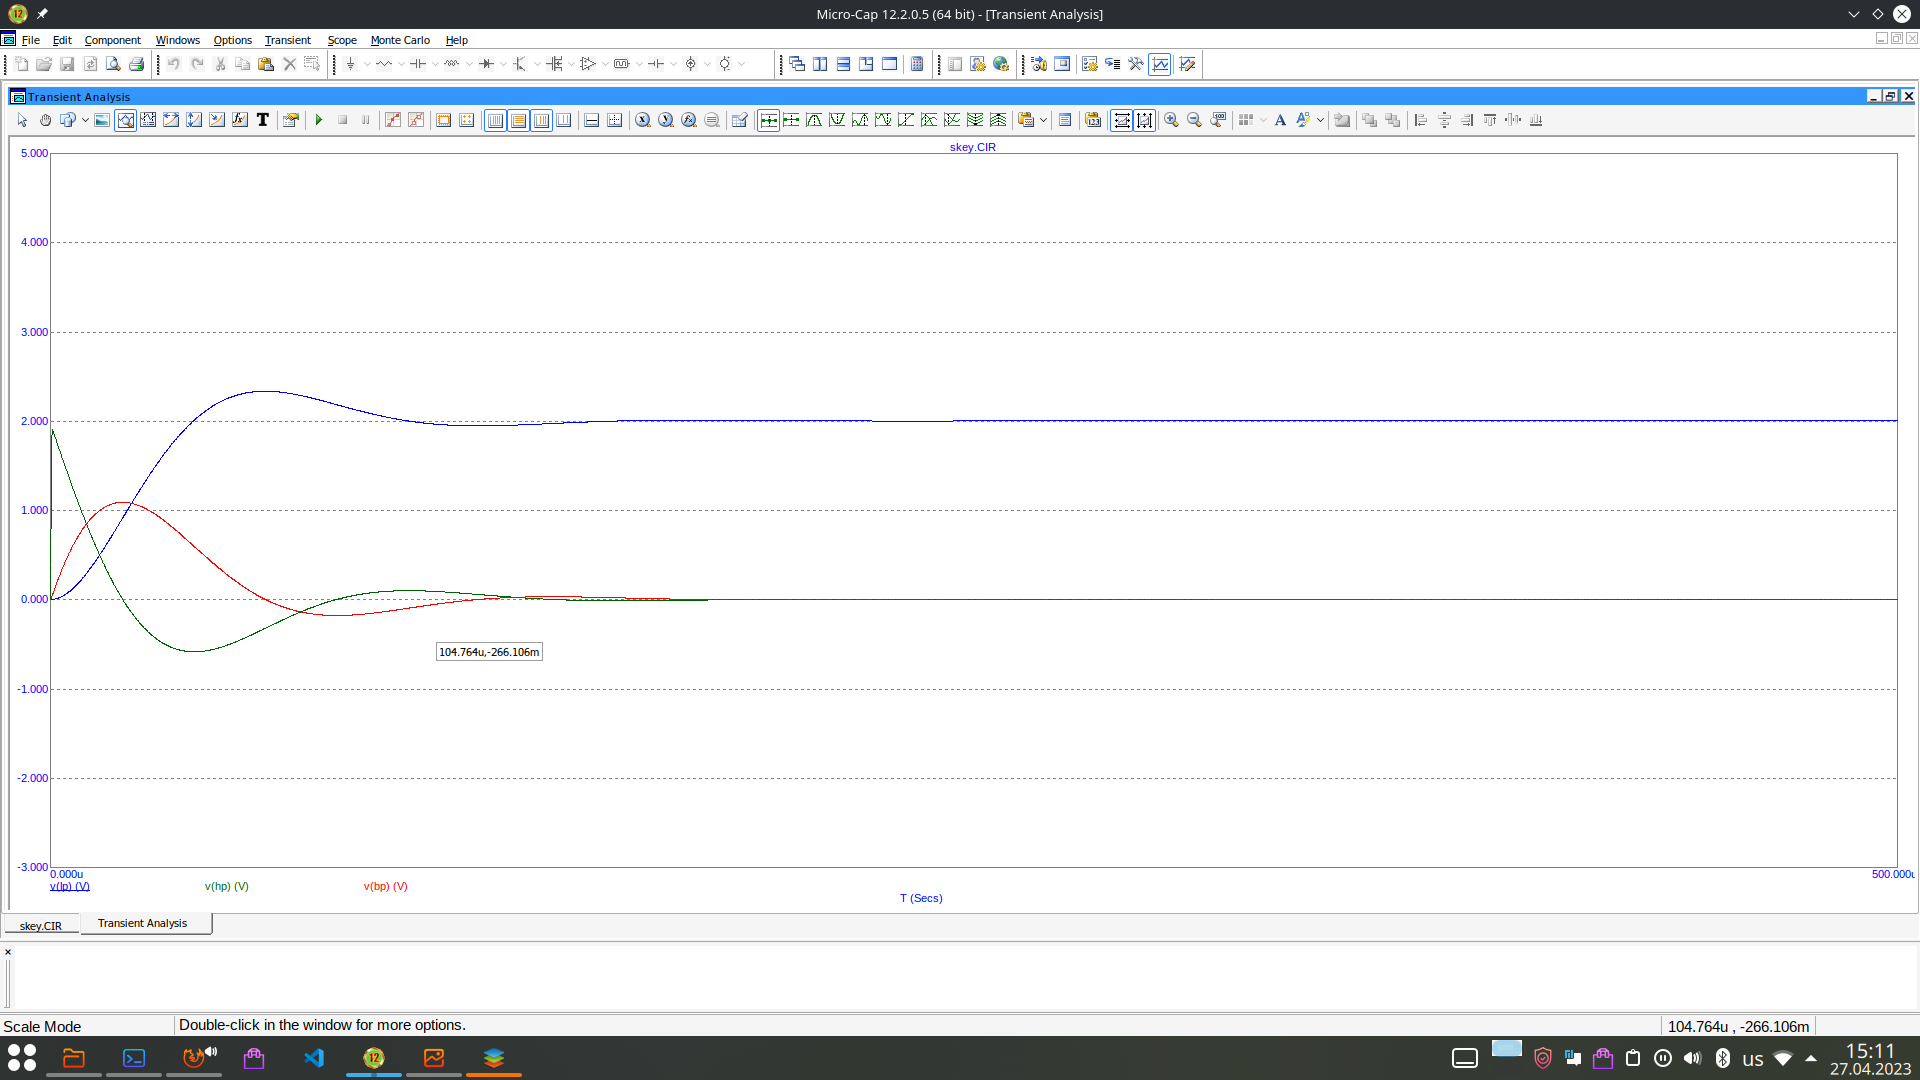 Micro-Cap 12.2.0.5 (64 bit) - [Transient Analysis]
File Edit Component Windows Options Transient Scope Monte Carlo Help
Transient Analysis
skey.CIR
5.000
4.000
3.000
2.000
1.000
0.000
104.764u,-266.106m
-1.000
-2.000
-3.000
0.000u
500.000u
v(lp) (V) v(hp) (V) v(bp) (V)
T (Secs)
skey.CIR Transient Analysis
Scale Mode Double-click in the window for more options. 104.764u , -266.106m
us
15:11
27.04.2023